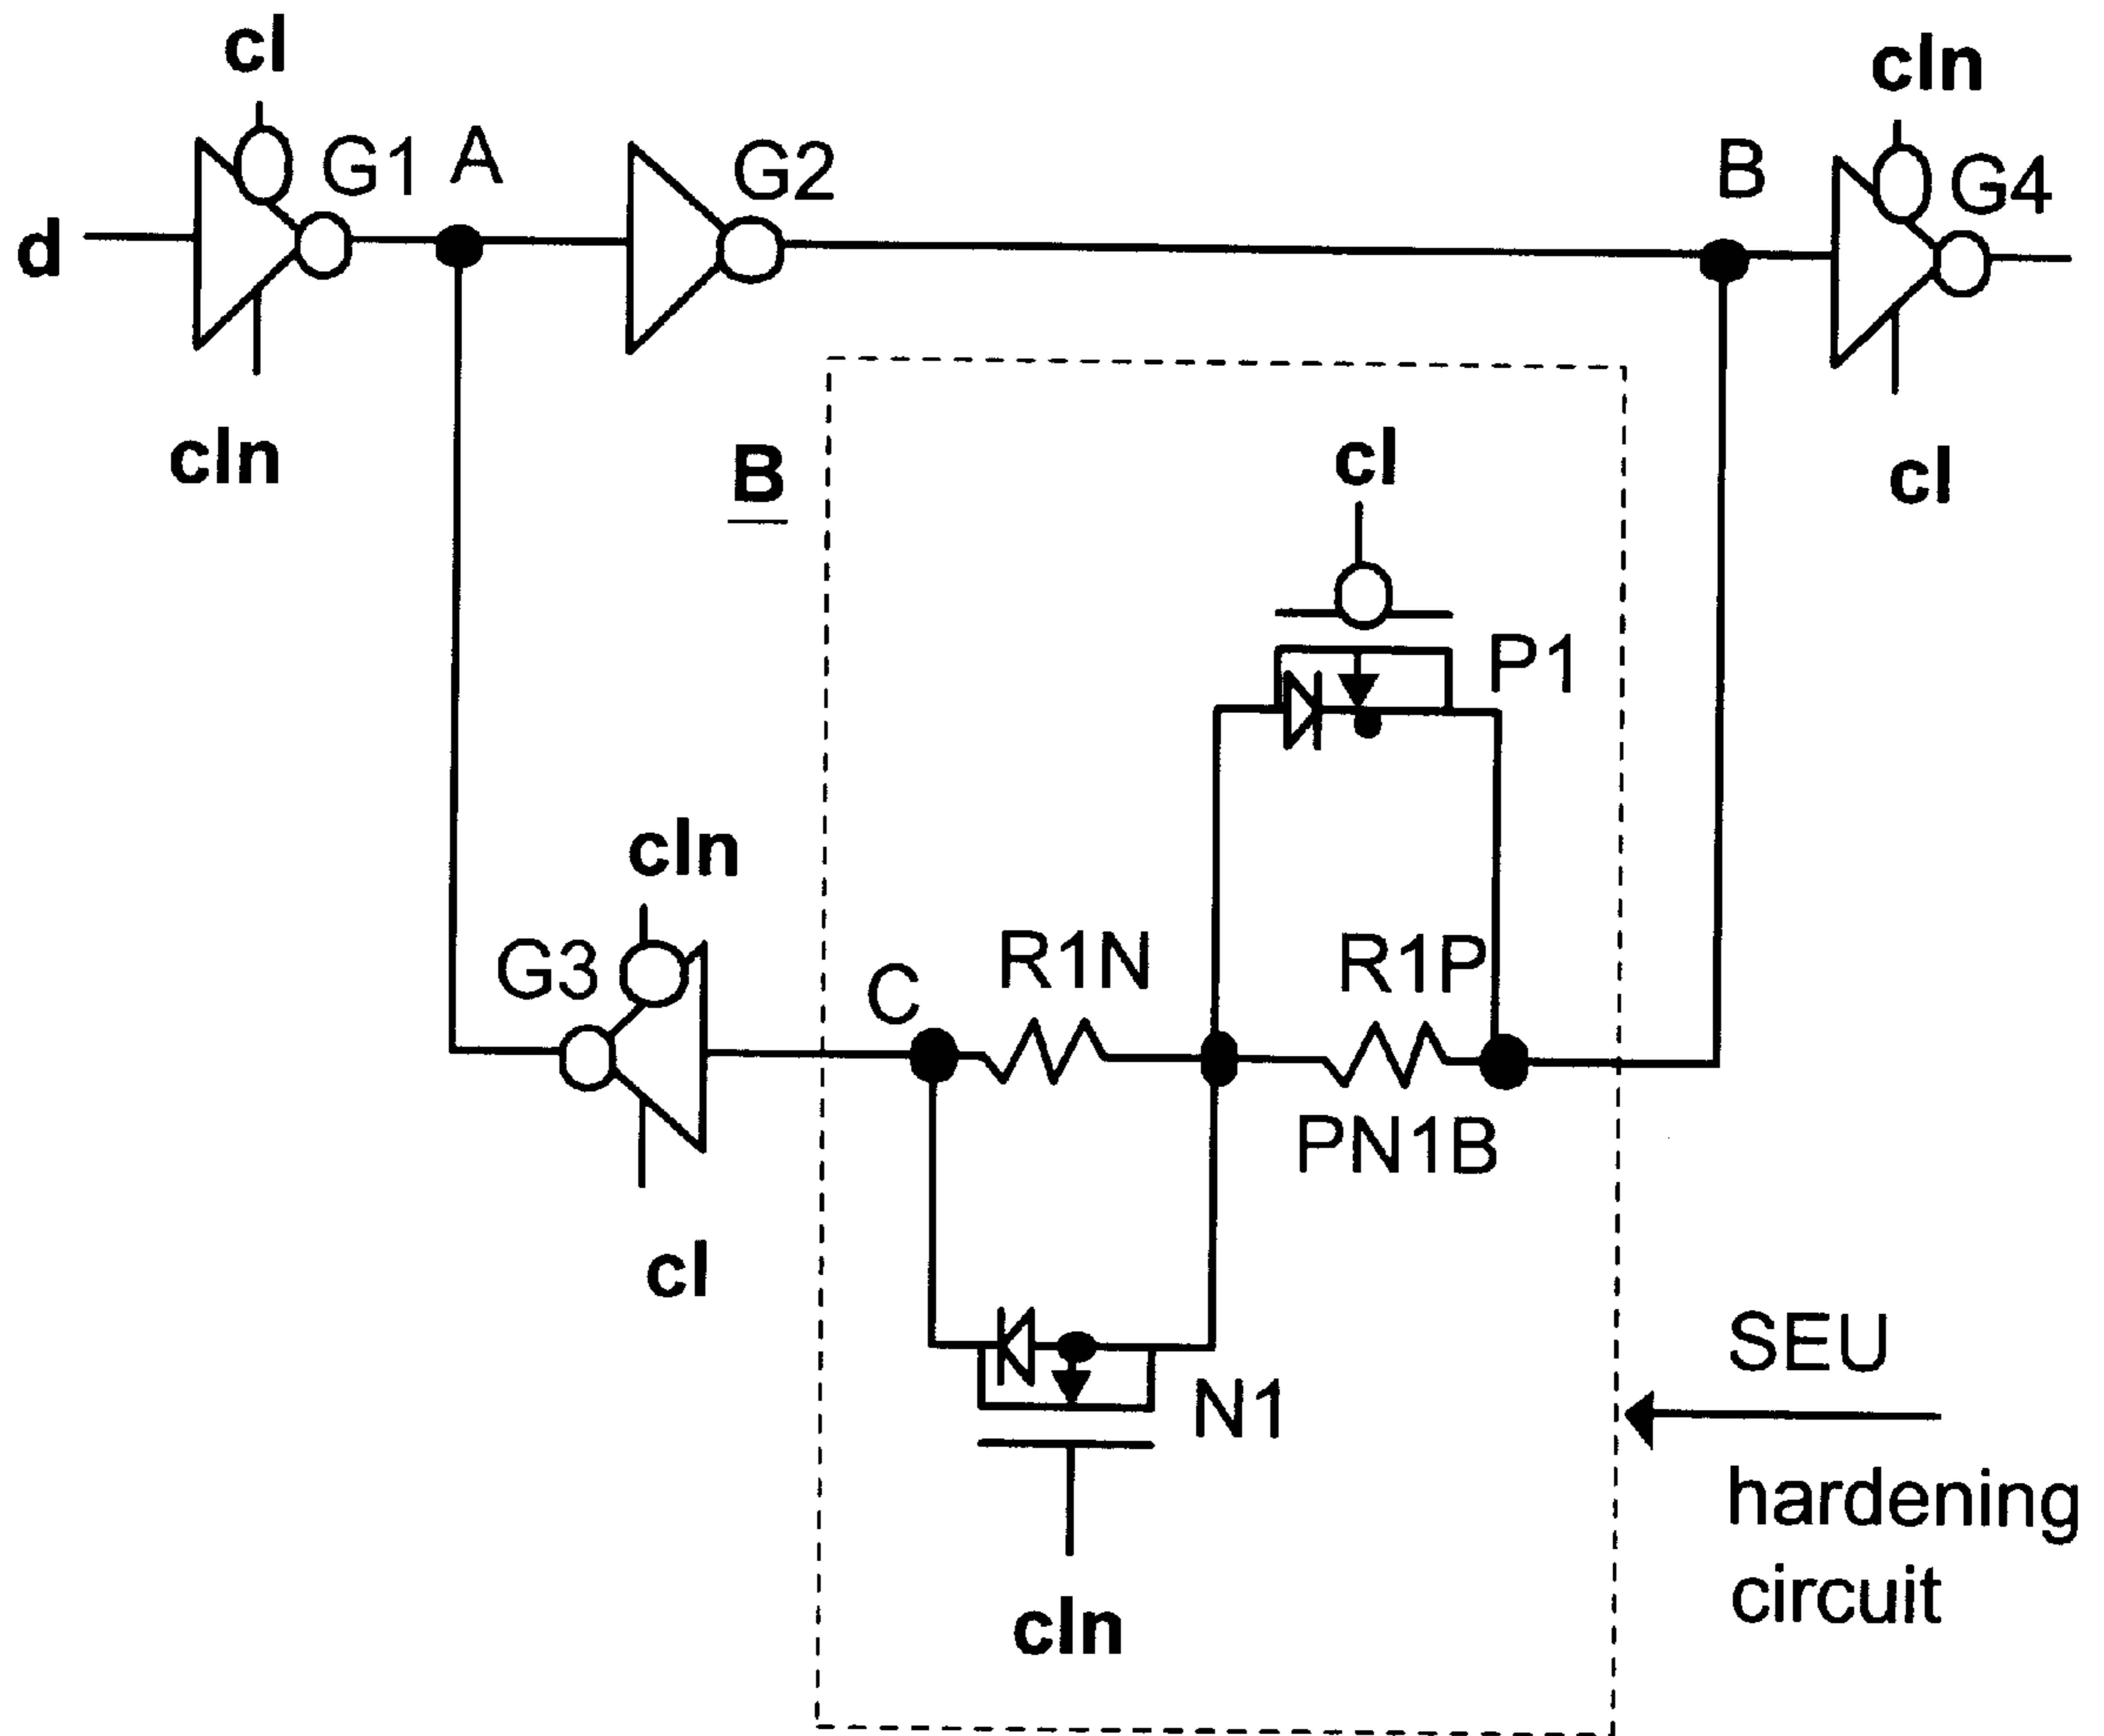 cl
cln
G1
A
G2
B
G4
d
cln
B
cl
cl
P1
cln
G3
C
R1N
R1P
PN1B
cl
SEU
N1
hardening
circuit
cln